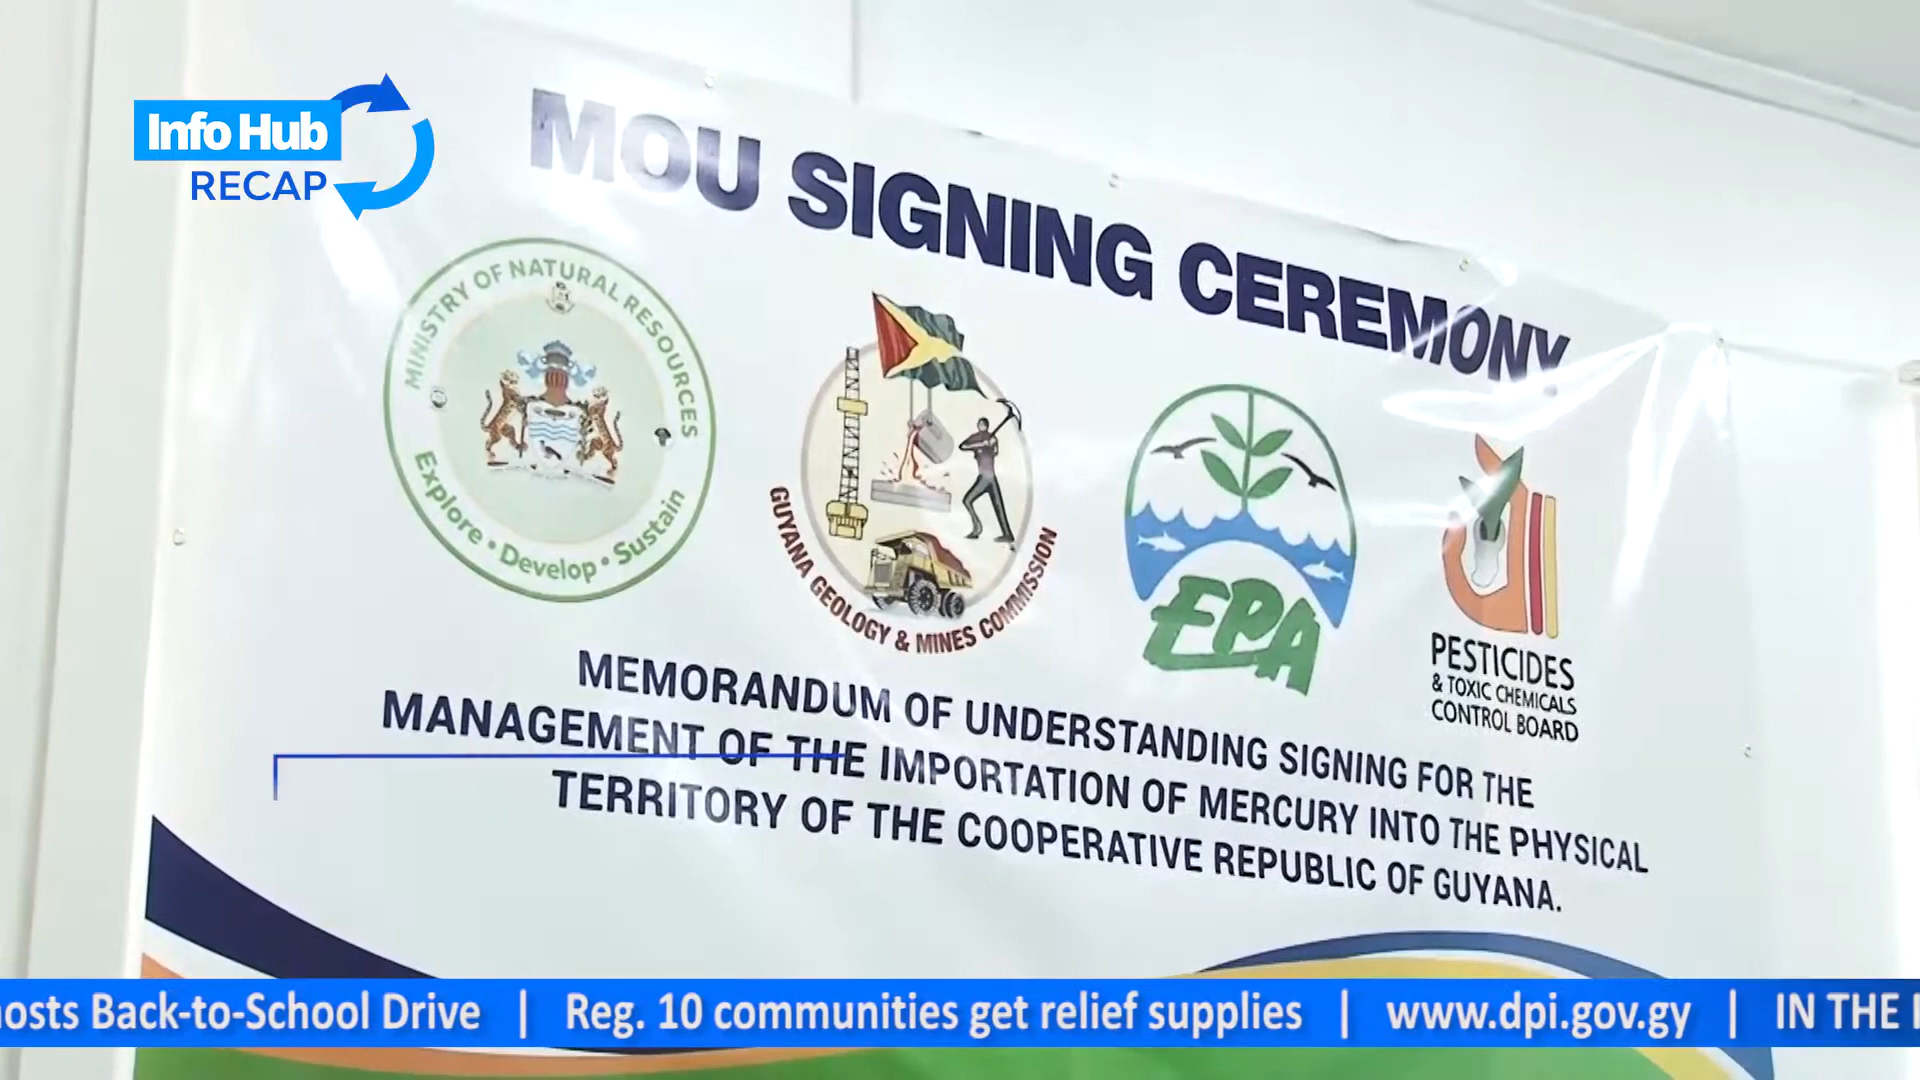 Info Hub
RECAP
MOU SIGNING CEREMONY
MINISTRY OF NATURAL RESOURCES
Explore • Develop • Sustain
GUYANA GEOLOGY & MINES COMMISSION
EPA
PESTICIDES
& TOXIC CHEMICALS
CONTROL BOARD
MEMORANDUM OF UNDERSTANDING SIGNING FOR THE
MANAGEMENT OF THE IMPORTATION OF MERCURY INTO THE PHYSICAL
TERRITORY OF THE COOPERATIVE REPUBLIC OF GUYANA.
Back-to-School Drive | Reg. 10 communities get relief supplies | www.dpi.gov.gy | IN THE